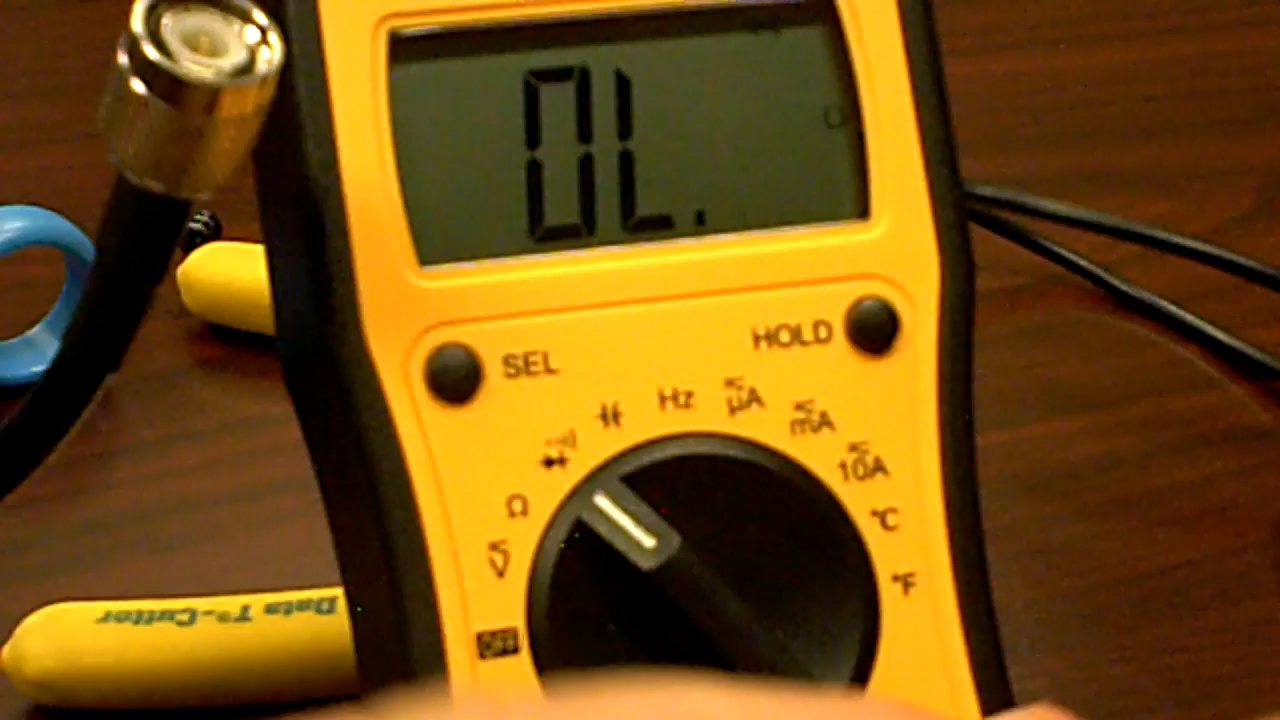 OL.
SEL
HOLD
Hz
µA
mA
10A
°C
°F
Ω
V
OFF
Data T®-Cutter